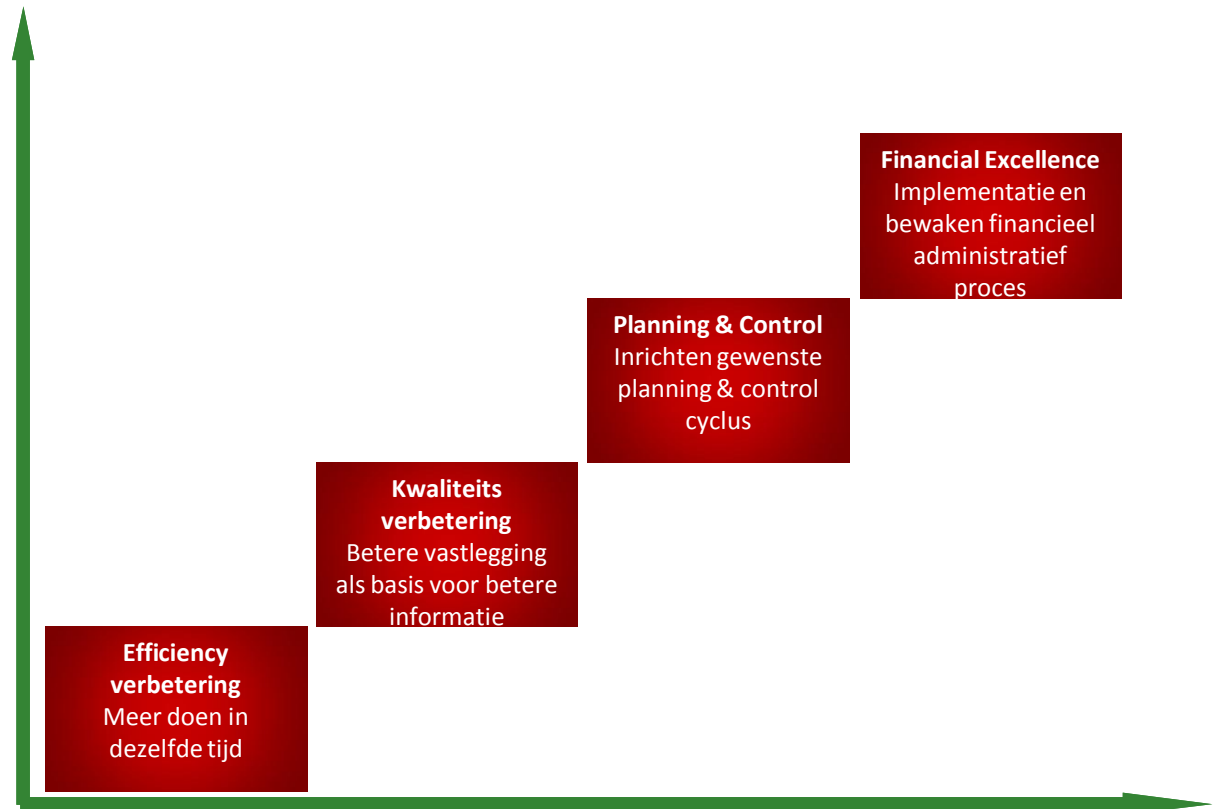 Financial Excellence
Implementatie en
bewaken financieel
administratief
proces
Planning & Control
Inrichten gewenste
planning & control
cyclus
Kwaliteits
verbetering
Betere vastlegging
als basis voor betere
informatie
Efficiency
verbetering
Meer doen in
dezelfde tijd